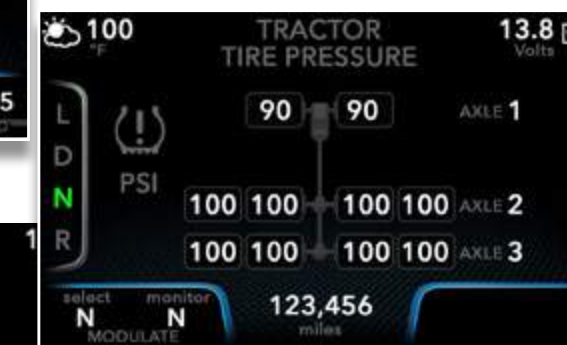 100 °F
TRACTOR
TIRE PRESSURE
13.8
Volts
5
L
D
N
R
PSI
90 90 AXLE 1
100 100 100 100 AXLE 2
100 100 100 100 AXLE 3
1
select monitor
N N
MODULATE
123,456
miles